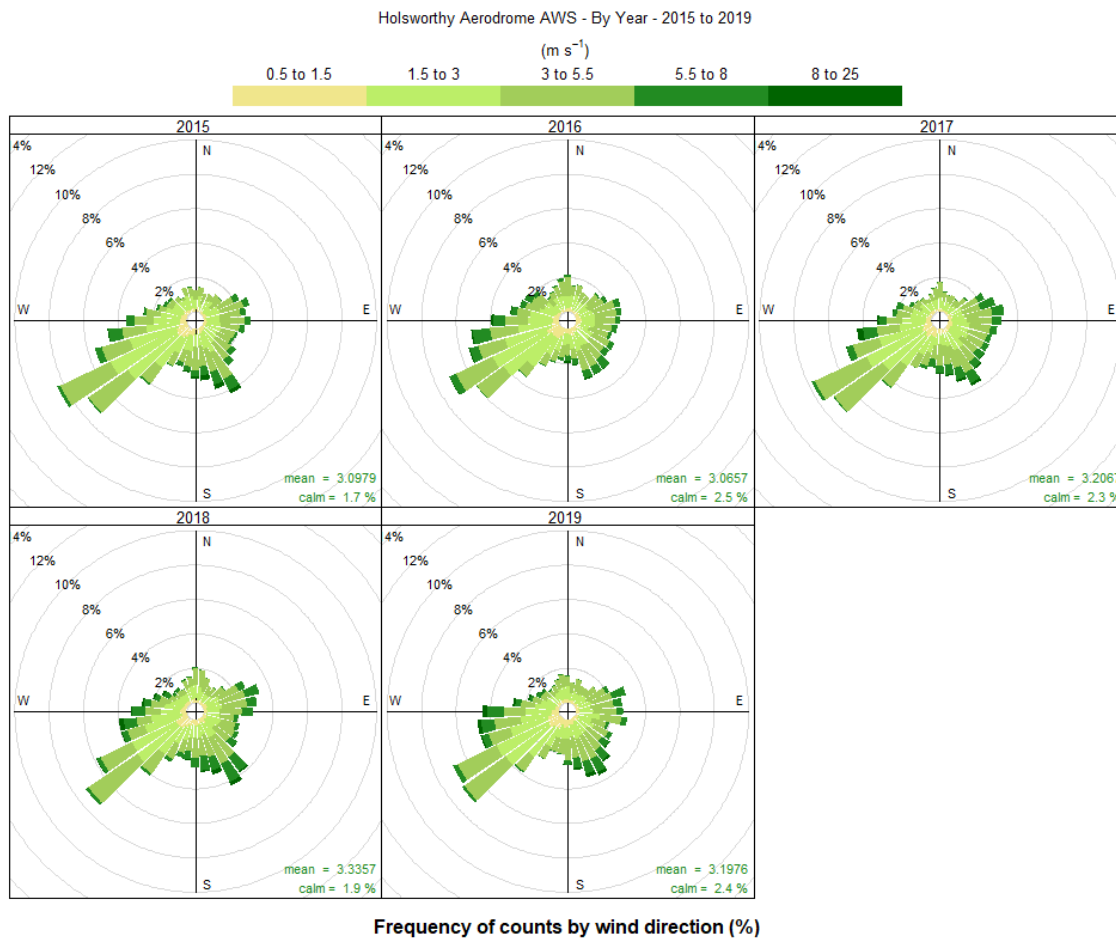 Holsworthy Aerodrome AWS - By Year - 2015 to 2019
(m s⁻¹)
0.5 to 1.5 1.5 to 3 3 to 5.5 5.5 to 8 8 to 25
2015 2016 2017
4% N 4% N 4% N
12% 12% 12%
10% 10% 10%
8% 8% 8%
6% 6% 6%
4% 4% 4%
2% 2% 2%
W E W E W E
mean = 3.0979 mean = 3.0657 mean = 3.2067
S calm = 1.7 % S calm = 2.5 % S calm = 2.3 %
2018 2019
4% N 4% N
12% 12%
10% 10%
8% 8%
6% 6%
4% 4%
2% 2%
W E W E
mean = 3.3357 mean = 3.1976
S calm = 1.9 % S calm = 2.4 %
Frequency of counts by wind direction (%)